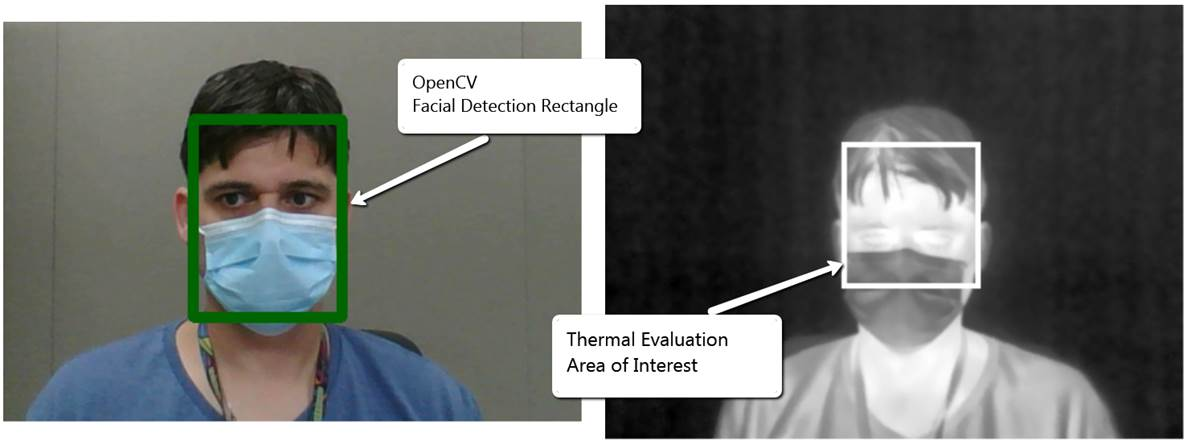 OpenCV
Facial Detection Rectangle
Thermal Evaluation
Area of Interest